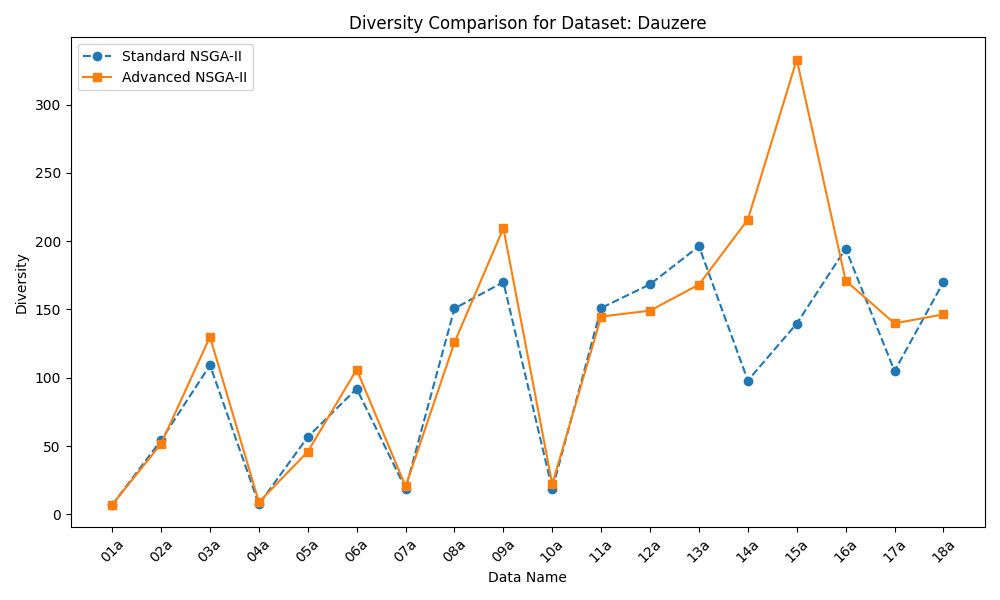 Diversity Comparison for Dataset: Dauzere
Standard NSGA-II
Advanced NSGA-II
Diversity
300
250
200
150
100
50
0
01a 02a 03a 04a 05a 06a 07a 08a 09a 10a 11a 12a 13a 14a 15a 16a 17a 18a
Data Name